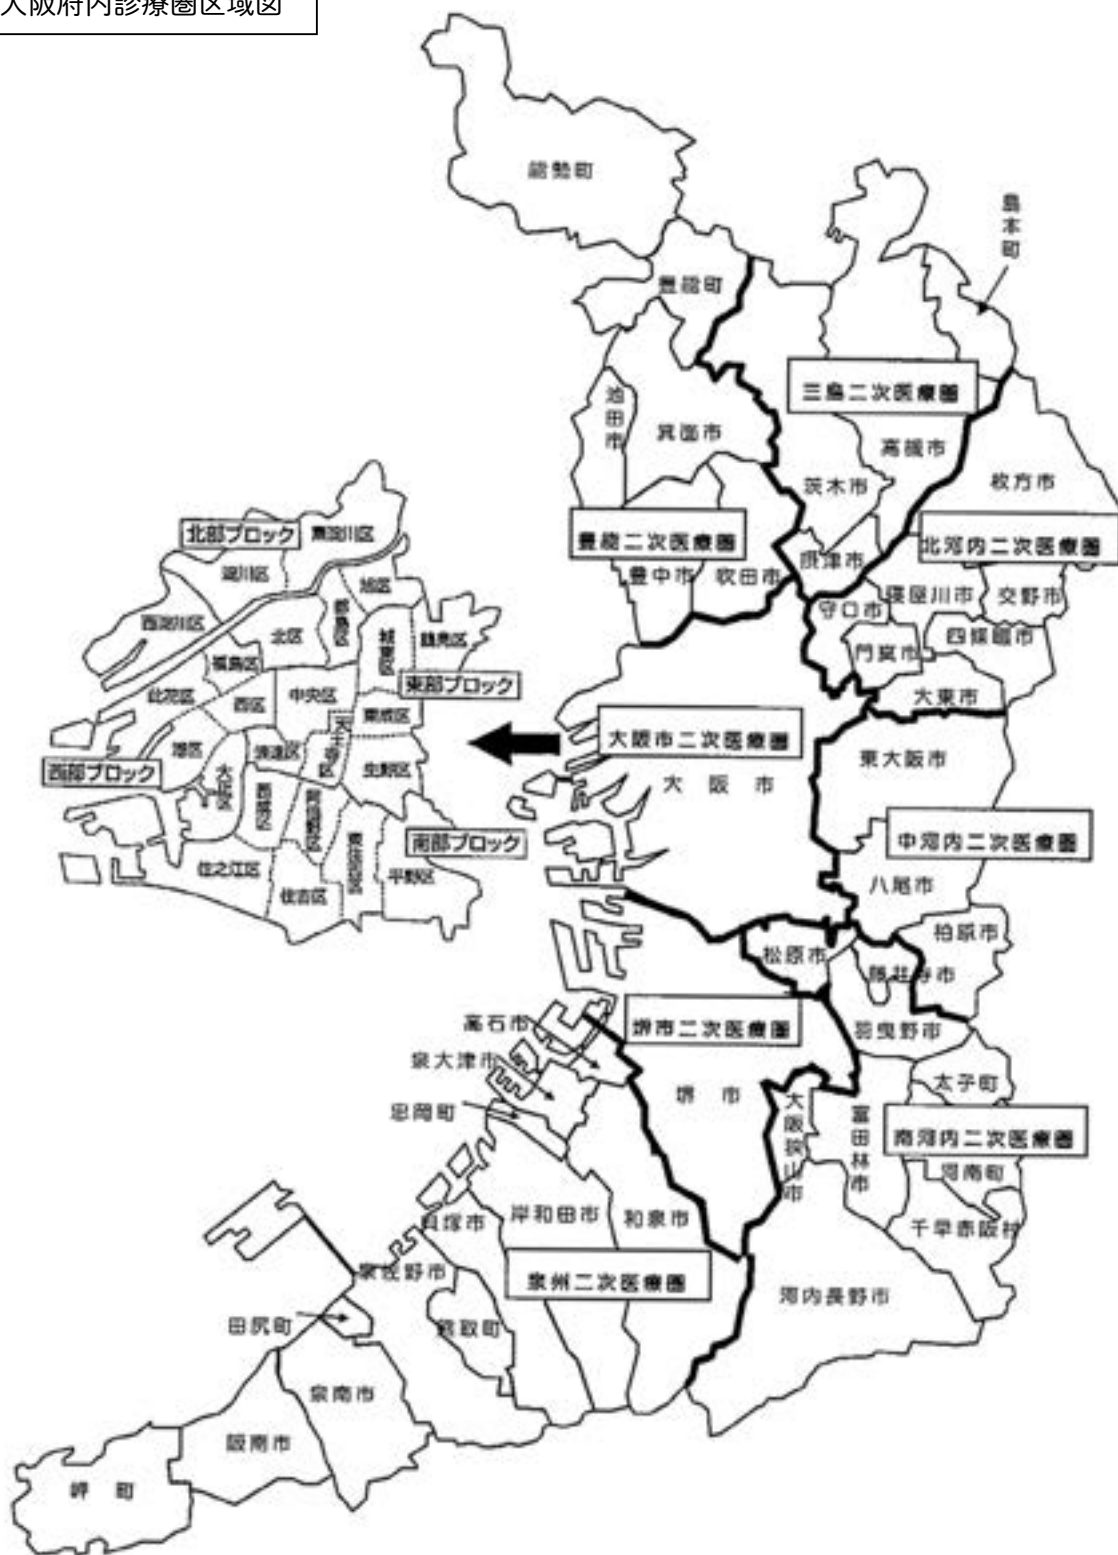 大阪府内診療圏区域図
能勢町
島本町
豊能町
三島二次医療圏
池田市
箕面市
高槻市
茨木市
枚方市
豊能二次医療圏
北河内二次医療圏
摂津市
豊中市
吹田市
守口市
寝屋川市
交野市
門真市
四條畷市
大東市
北部ブロック
東淀川区
淀川区
旭区
西淀川区
北区
都島区
城東区
鶴見区
福島区
東部ブロック
此花区
西区
中央区
東成区
天王寺区
港区
浪速区
西部ブロック
大正区
生野区
西成区
阿倍野区
東住吉区
南部ブロック
住之江区
住吉区
平野区
大阪市二次医療圏
大阪市
東大阪市
中河内二次医療圏
八尾市
柏原市
松原市
藤井寺市
羽曳野市
堺市二次医療圏
高石市
泉大津市
忠岡町
堺市
大阪狭山市
富田林市
太子町
南河内二次医療圏
河南町
千早赤阪村
貝塚市
岸和田市
和泉市
泉佐野市
泉州二次医療圏
河内長野市
田尻町
熊取町
泉南市
阪南市
岬町